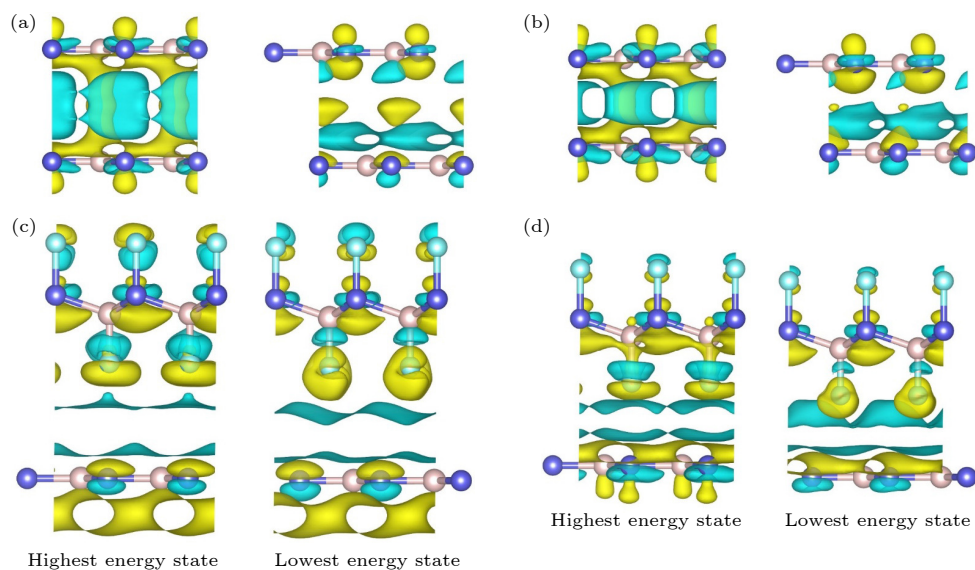 (a)
(b)
(c)
(d)
Highest energy state
Lowest energy state
Highest energy state
Lowest energy state